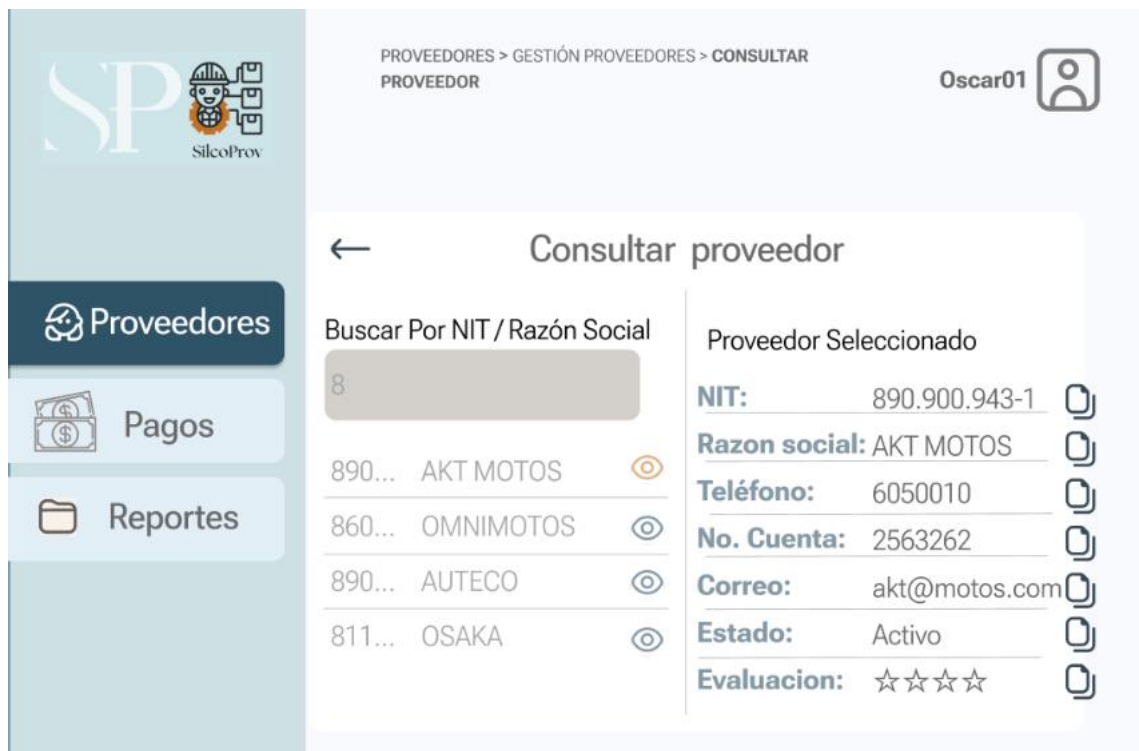 SP
SilcoProv
PROVEEDORES > GESTIÓN PROVEEDORES > CONSULTAR
PROVEEDOR
Oscar01
Proveedores
Pagos
Reportes
Consultar proveedor
Buscar Por NIT / Razón Social
8
890... AKT MOTOS
860... OMNIMOTOS
890... AUTECO
811... OSAKA
Proveedor Seleccionado
NIT: 890.900.943-1
Razon social: AKT MOTOS
Teléfono: 6050010
No. Cuenta: 2563262
Correo: akt@motos.com
Estado: Activo
Evaluacion: ☆☆☆☆